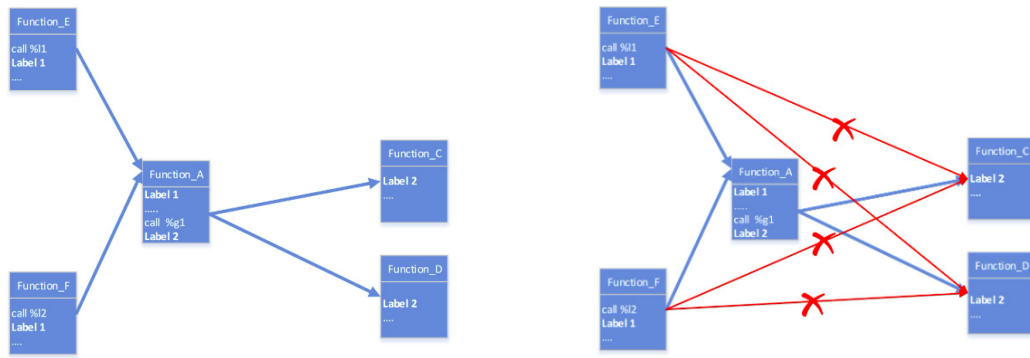 Function_E
call %l1
Label 1
....
Function_A
Label 1
.....
call %g1
Label 2
Function_C
Label 2
....
Function_F
call %l2
Label 1
....
Function_D
Label 2
....
Function_E
call %l1
Label 1
....
Function_A
Label 1
.....
call %g1
Label 2
Function_C
Label 2
....
Function_F
call %l2
Label 1
....
Function_D
Label 2
....